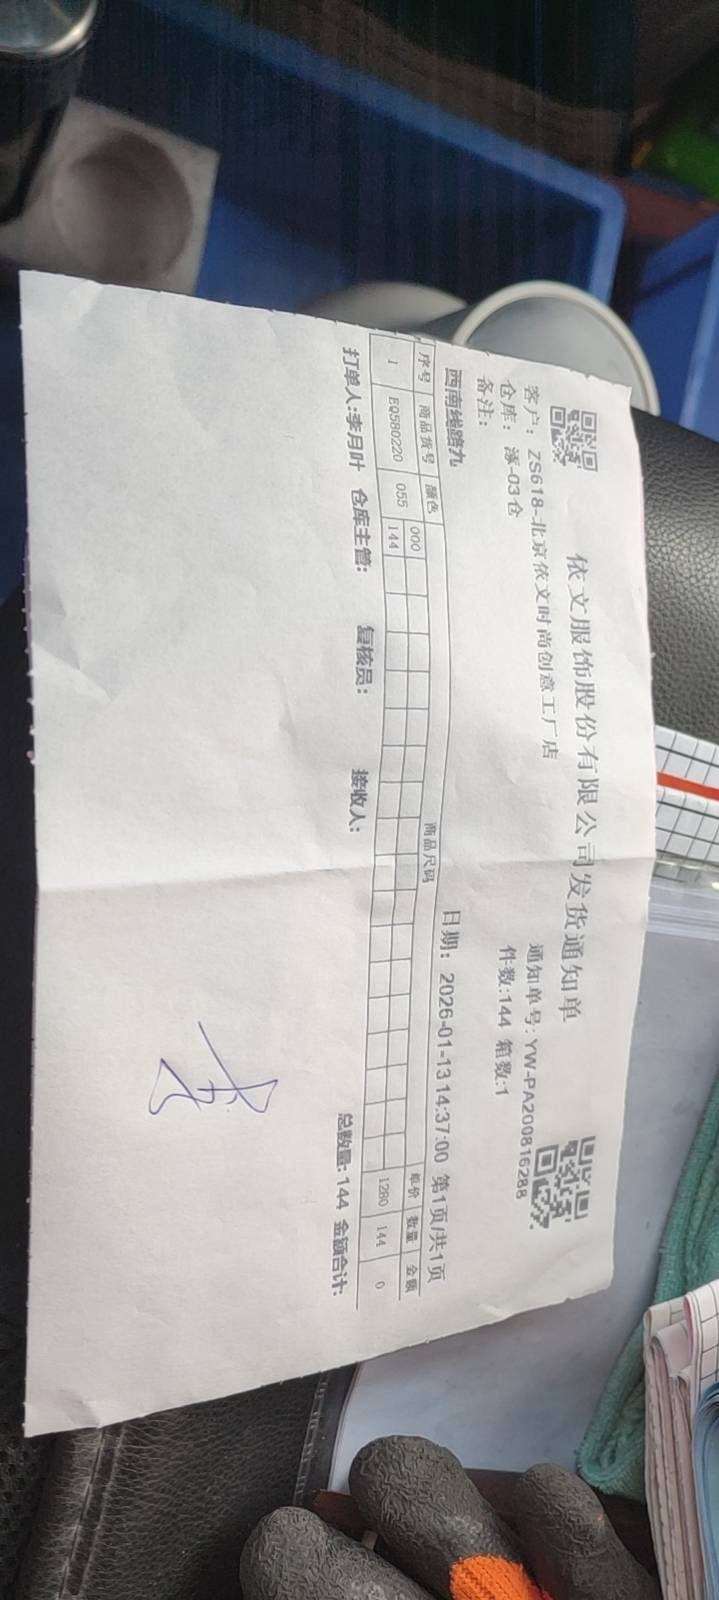 依文服饰股份有限公司发货通知单
客户: ZS618-北京依文时尚创意工厂店 通知单号: YW-PA200816288
仓库: 涿-03仓 件数:144 箱数:1
备注:
西南线路九 日期: 2026-01-13 14:37:00 第1页/共1页
序号 商品货号 颜色 商品尺码 单价 数量 金额
000
1 EQ580220 055 144 1280 144 0
打单人:李月叶 仓库主管: 复核员: 接收人: 总数量: 144 金额合计: